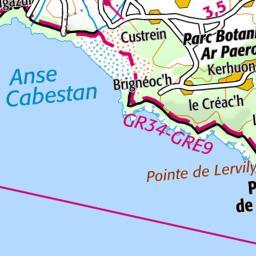 3,5
Custrein
Parc Botani
Ar Paero
Kerhuon
Anse
Cabestan
Brignéoc'h
le Créac'h
GR34-GRE9
Pointe de Lervily
P
de